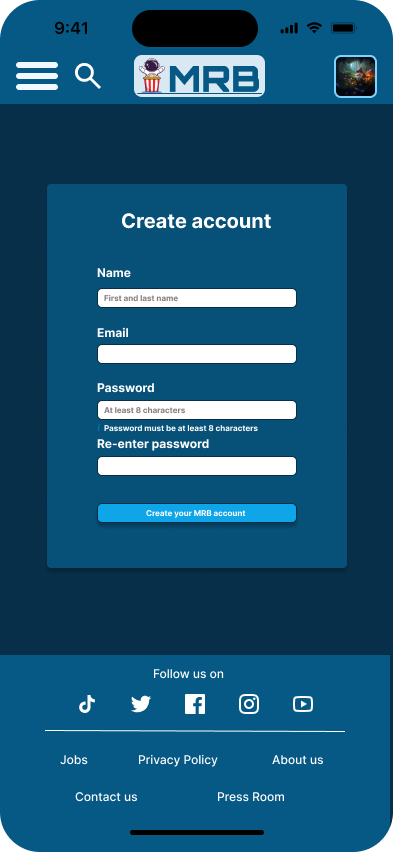 9:41
MRB
Create account
Name
First and last name
Email
Password
At least 8 characters
Password must be at least 8 characters
Re-enter password
Create your MRB account
Follow us on
Jobs Privacy Policy About us
Contact us Press Room